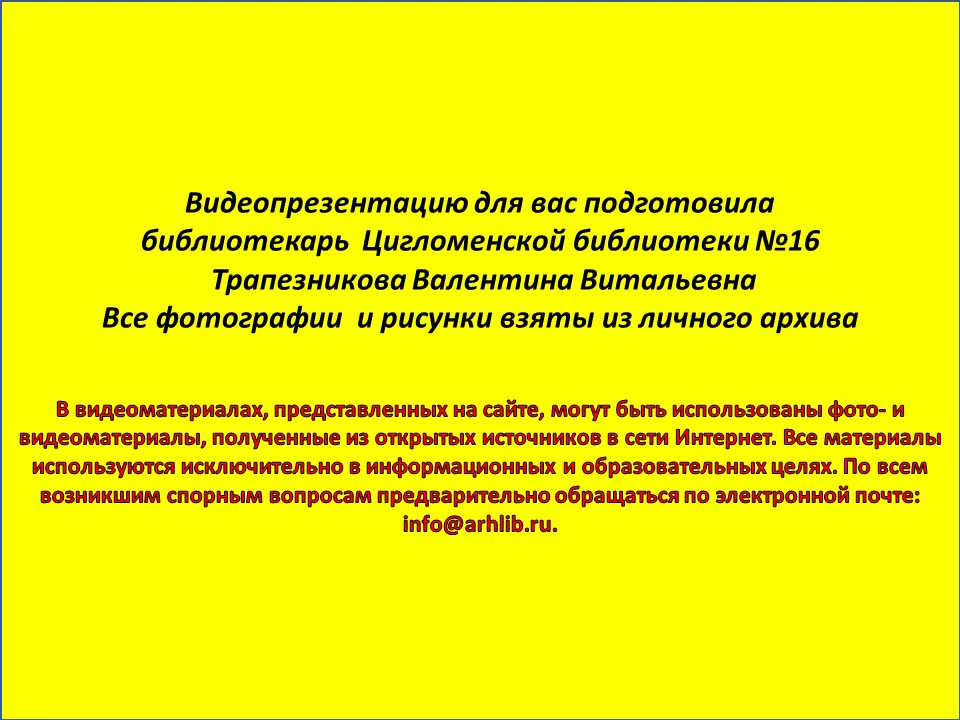 Видеопрезентацию для вас подготовила
библиотекарь Цигломенской библиотеки №16
Трапезникова Валентина Витальевна
Все фотографии и рисунки взяты из личного архива
В видеоматериалах, представленных на сайте, могут быть использованы фото- и
видеоматериалы, полученные из открытых источников в сети Интернет. Все материалы
используются исключительно в информационных и образовательных целях. По всем
возникшим спорным вопросам предварительно обращаться по электронной почте:
info@arhlib.ru.